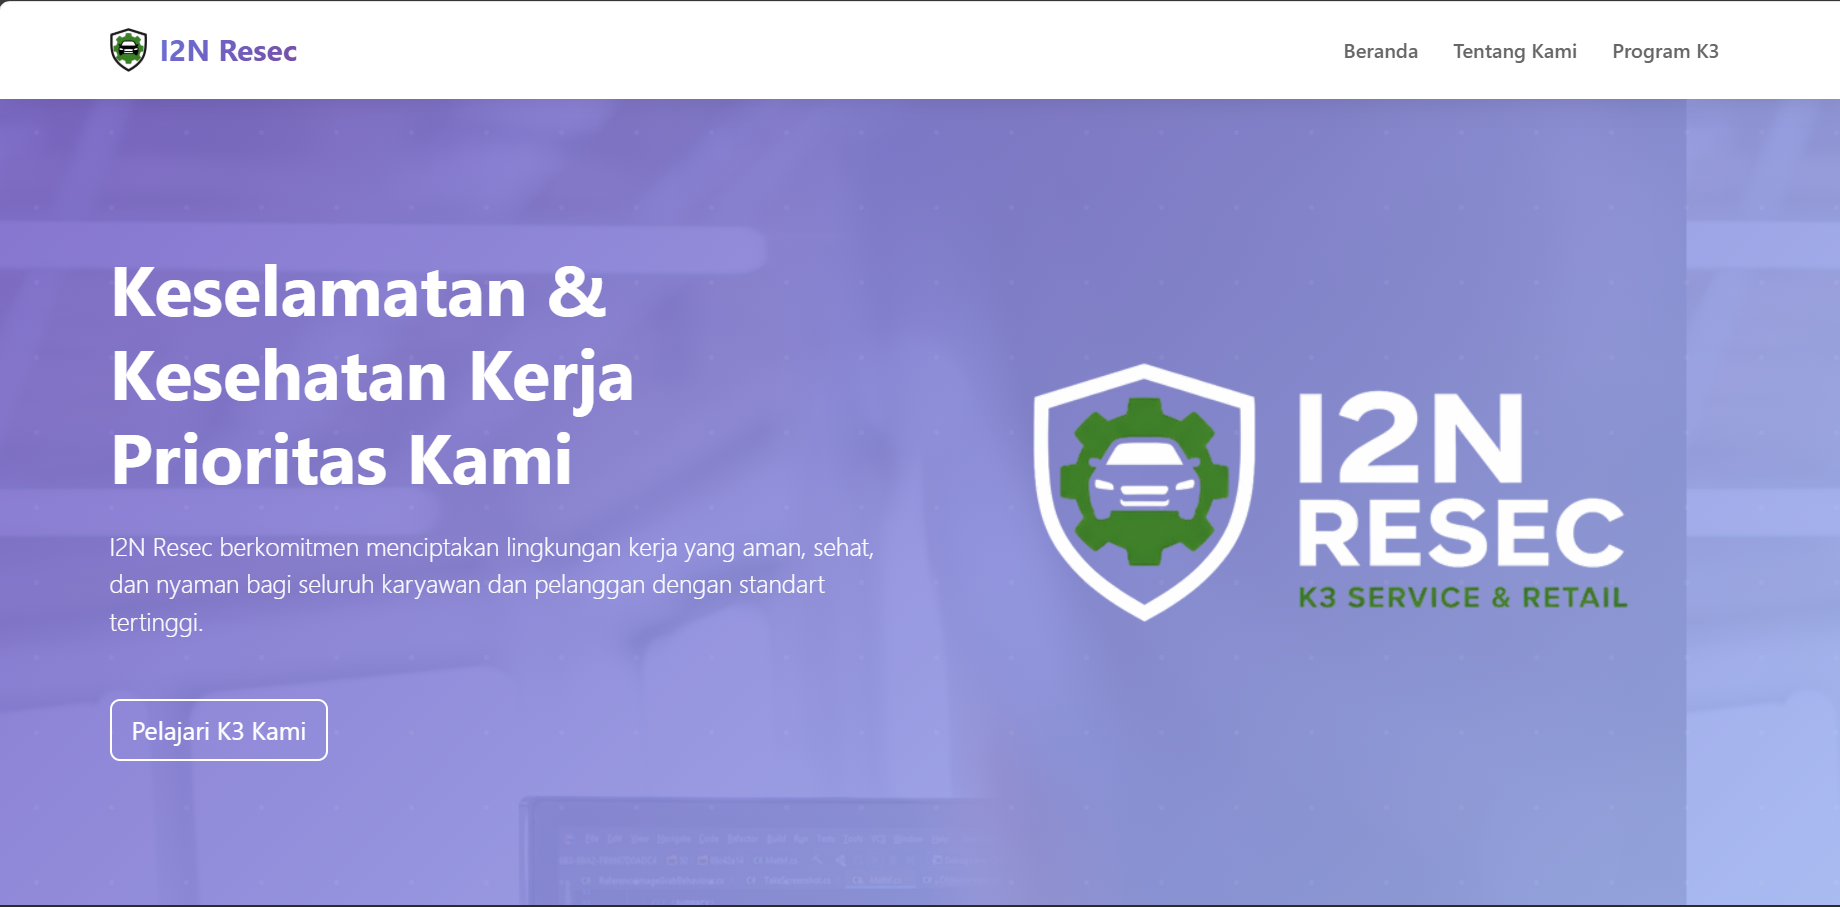 I2N Resec
Beranda Tentang Kami Program K3
Keselamatan &
Kesehatan Kerja
Prioritas Kami
I2N Resec berkomitmen menciptakan lingkungan kerja yang aman, sehat,
dan nyaman bagi seluruh karyawan dan pelanggan dengan standart
tertinggi.
Pelajari K3 Kami
I2N
RESEC
K3 SERVICE & RETAIL